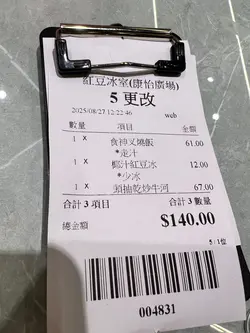 紅豆冰室(康怡廣場)
5 更改
2025/08/27 12:22:46 web
數量 項目 金額
1 X 食神叉燒飯 61.00
*走汁
1 X 椰汁紅豆冰 12.00
*少冰
1 X 頭抽乾炒牛河 67.00
合計 3 項目 合計 3 數量
總金額 $140.00
5 / 1位
004831